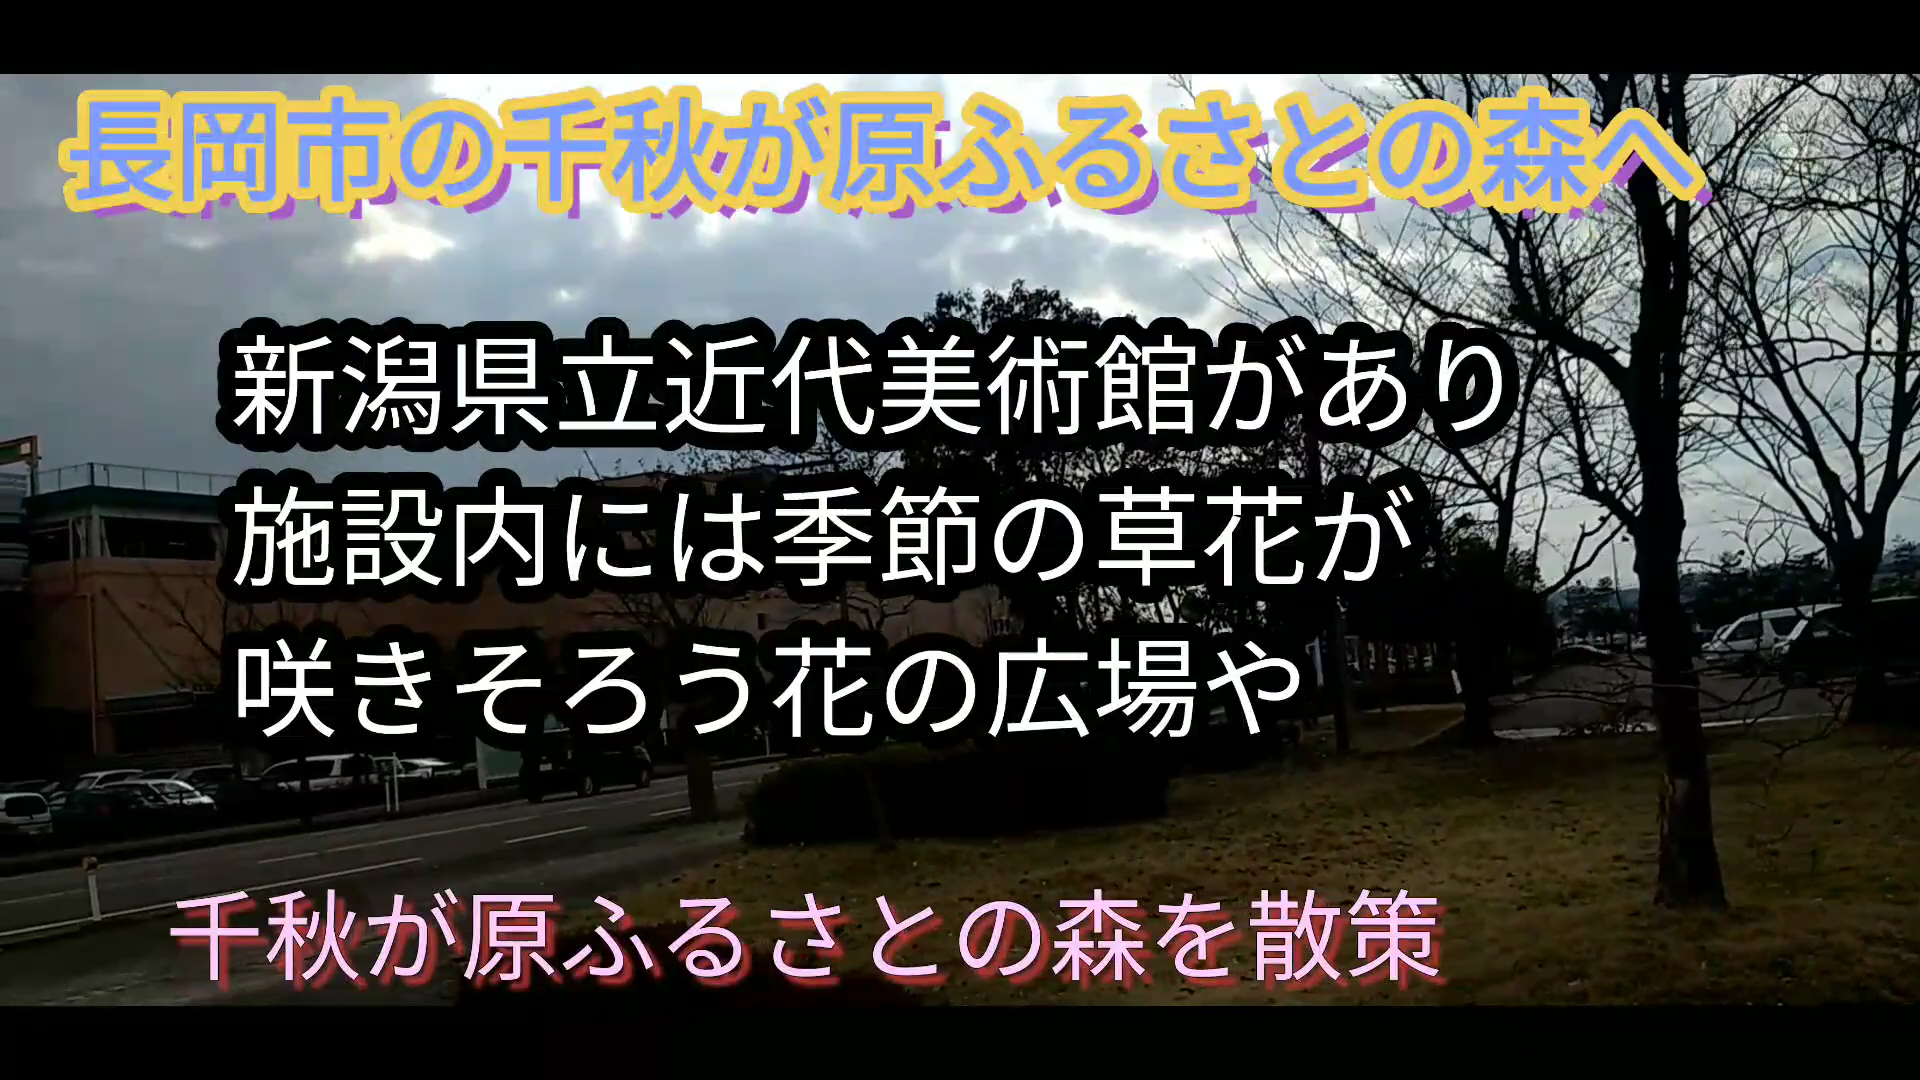 長岡市の千秋が原ふるさとの森へ
新潟県立近代美術館があり
施設内には季節の草花が
咲きそろう花の広場や
千秋が原ふるさとの森を散策